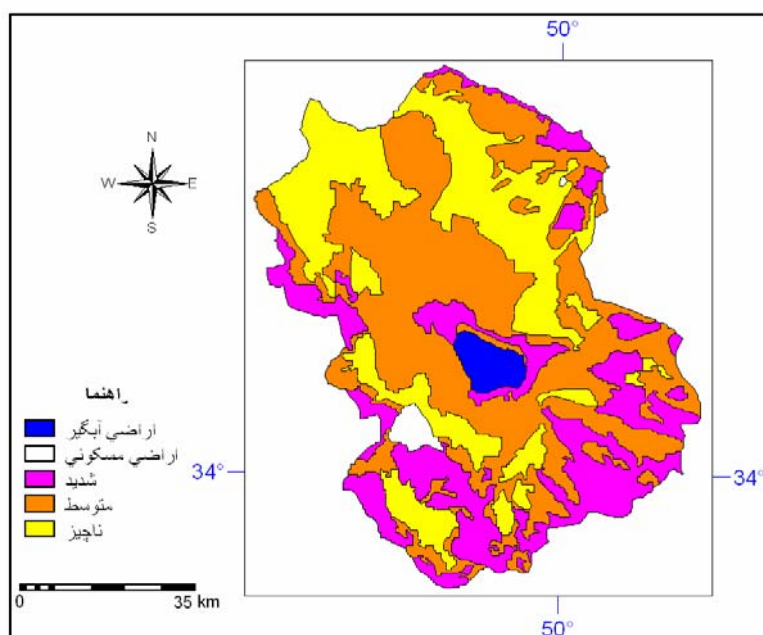 50°
N
W E
S
راهنما
اراضي آبگير
اراضي مسكوني
شديد
متوسط
ناچيز
34° 34°
0 35 km
50°